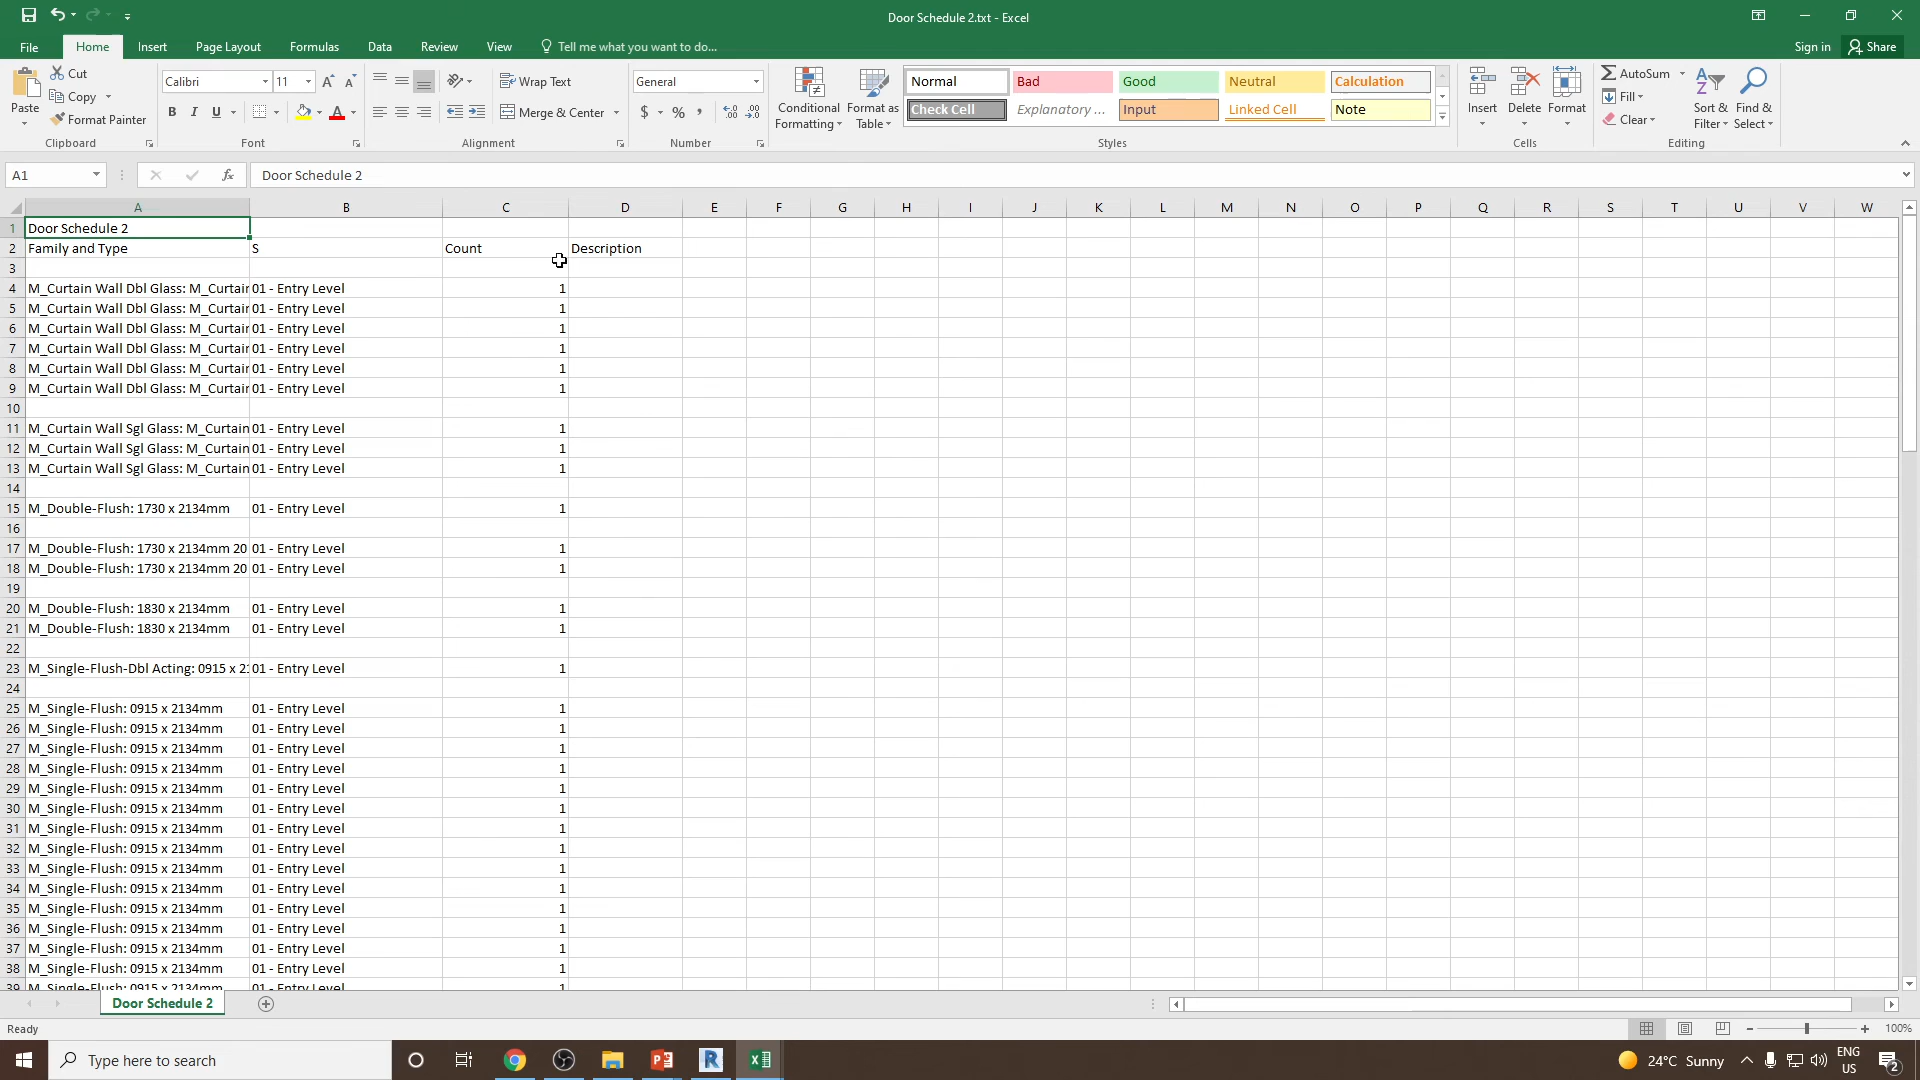 Door Schedule 2.txt - Excel
File Home Insert Page Layout Formulas Data Review View Tell me what you want to do... Sign in Share
Paste Cut Copy Format Painter Clipboard
Calibri 11 B I U A Font
Wrap Text Merge & Center Alignment
General $ % , Number
Conditional Formatting Format as Table
Normal Bad Good Neutral Calculation
Check Cell Explanatory ... Input Linked Cell Note
Styles
Insert Delete Format Cells
AutoSum Fill Clear Sort & Filter Find & Select Editing
A1 fx Door Schedule 2
A B C D E F G H I J K L M N O P Q R S T U V W
1 Door Schedule 2
2 Family and Type S Count Description
3
4 M_Curtain Wall Dbl Glass: M_Curtain 01 - Entry Level 1
5 M_Curtain Wall Dbl Glass: M_Curtain 01 - Entry Level 1
6 M_Curtain Wall Dbl Glass: M_Curtain 01 - Entry Level 1
7 M_Curtain Wall Dbl Glass: M_Curtain 01 - Entry Level 1
8 M_Curtain Wall Dbl Glass: M_Curtain 01 - Entry Level 1
9 M_Curtain Wall Dbl Glass: M_Curtain 01 - Entry Level 1
10
11 M_Curtain Wall Sgl Glass: M_Curtain 01 - Entry Level 1
12 M_Curtain Wall Sgl Glass: M_Curtain 01 - Entry Level 1
13 M_Curtain Wall Sgl Glass: M_Curtain 01 - Entry Level 1
14
15 M_Double-Flush: 1730 x 2134mm 01 - Entry Level 1
16
17 M_Double-Flush: 1730 x 2134mm 20 01 - Entry Level 1
18 M_Double-Flush: 1730 x 2134mm 20 01 - Entry Level 1
19
20 M_Double-Flush: 1830 x 2134mm 01 - Entry Level 1
21 M_Double-Flush: 1830 x 2134mm 01 - Entry Level 1
22
23 M_Single-Flush-Dbl Acting: 0915 x 21 01 - Entry Level 1
24
25 M_Single-Flush: 0915 x 2134mm 01 - Entry Level 1
26 M_Single-Flush: 0915 x 2134mm 01 - Entry Level 1
27 M_Single-Flush: 0915 x 2134mm 01 - Entry Level 1
28 M_Single-Flush: 0915 x 2134mm 01 - Entry Level 1
29 M_Single-Flush: 0915 x 2134mm 01 - Entry Level 1
30 M_Single-Flush: 0915 x 2134mm 01 - Entry Level 1
31 M_Single-Flush: 0915 x 2134mm 01 - Entry Level 1
32 M_Single-Flush: 0915 x 2134mm 01 - Entry Level 1
33 M_Single-Flush: 0915 x 2134mm 01 - Entry Level 1
34 M_Single-Flush: 0915 x 2134mm 01 - Entry Level 1
35 M_Single-Flush: 0915 x 2134mm 01 - Entry Level 1
36 M_Single-Flush: 0915 x 2134mm 01 - Entry Level 1
37 M_Single-Flush: 0915 x 2134mm 01 - Entry Level 1
38 M_Single-Flush: 0915 x 2134mm 01 - Entry Level 1
39 M_Single-Flush: 0915 x 2134mm 01 - Entry Level 1
Door Schedule 2
Ready 100%
Type here to search 24°C Sunny ENG US 2